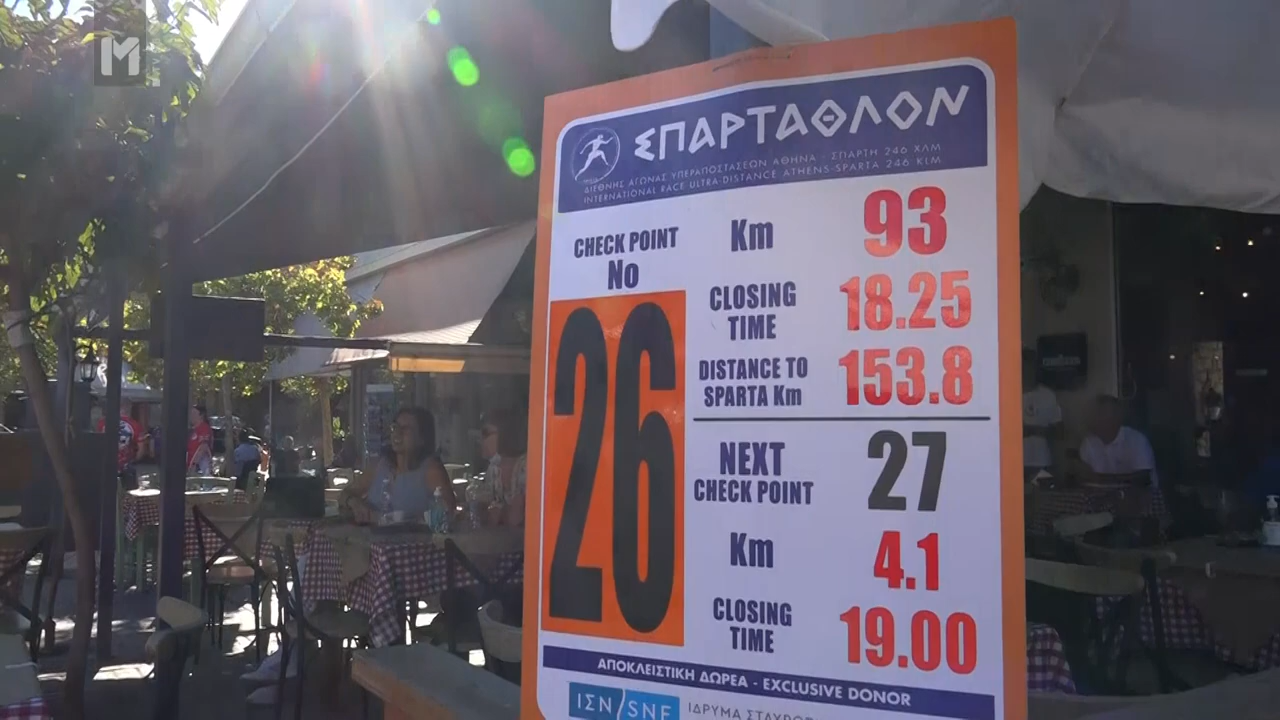 M
ΣΠΑΡΤΑΘΛΟΝ
ΔΙΕΘΝΗΣ ΑΓΩΝΑΣ ΥΠΕΡΑΠΟΣΤΑΣΕΩΝ ΑΘΗΝΑ - ΣΠΑΡΤΗ 246 ΧΛΜ
INTERNATIONAL RACE ULTRA-DISTANCE ATHENS-SPARTA 246 KLM
CHECK POINT
No
26
Km 93
CLOSING
TIME 18.25
DISTANCE TO
SPARTA Km 153.8
NEXT
CHECK POINT 27
Km 4.1
CLOSING
TIME 19.00
ΑΠΟΚΛΕΙΣΤΙΚΗ ΔΩΡΕΑ - EXCLUSIVE DONOR
ΙΣΝ/SNF ΙΔΡΥΜΑ